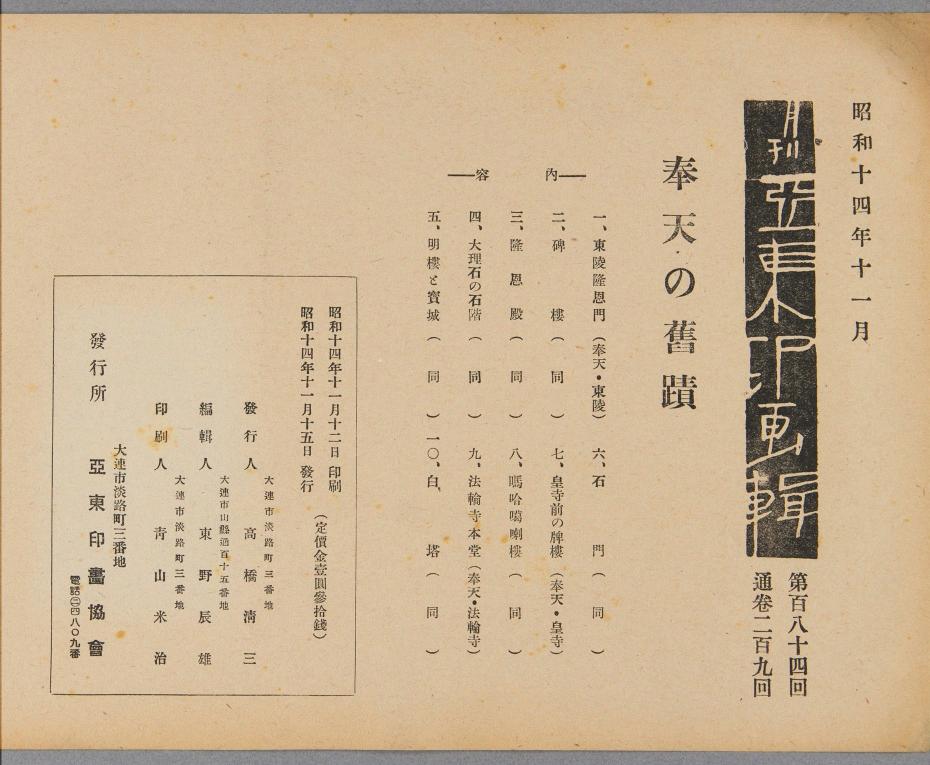 昭和十四年十一月
月刊亞東印画輯
第百八十四回
通卷二百九回
奉天の舊蹟
——內容——
一、東陵隆恩門（奉天・東陵）
二、碑樓（同）
三、隆恩殿（同）
四、大理石の石階（同）
五、明樓と寶城（同）
六、石門（同）
七、皇寺前の牌樓（奉天・皇寺）
八、嗎哈噶喇樓（同）
九、法輪寺本堂（奉天・法輪寺）
一〇、白塔（同）
昭和十四年十一月十二日 印刷
昭和十四年十一月十五日 發行
（定價金壹圓參拾錢）
大連市淡路町三番地
發行人 高橋淸三
大連市山縣通百十五番地
編輯人 東野辰雄
大連市淡路町三番地
印刷人 靑山米治
大連市淡路町三番地
發行所 亞東印畫協會
電話②四八〇九番